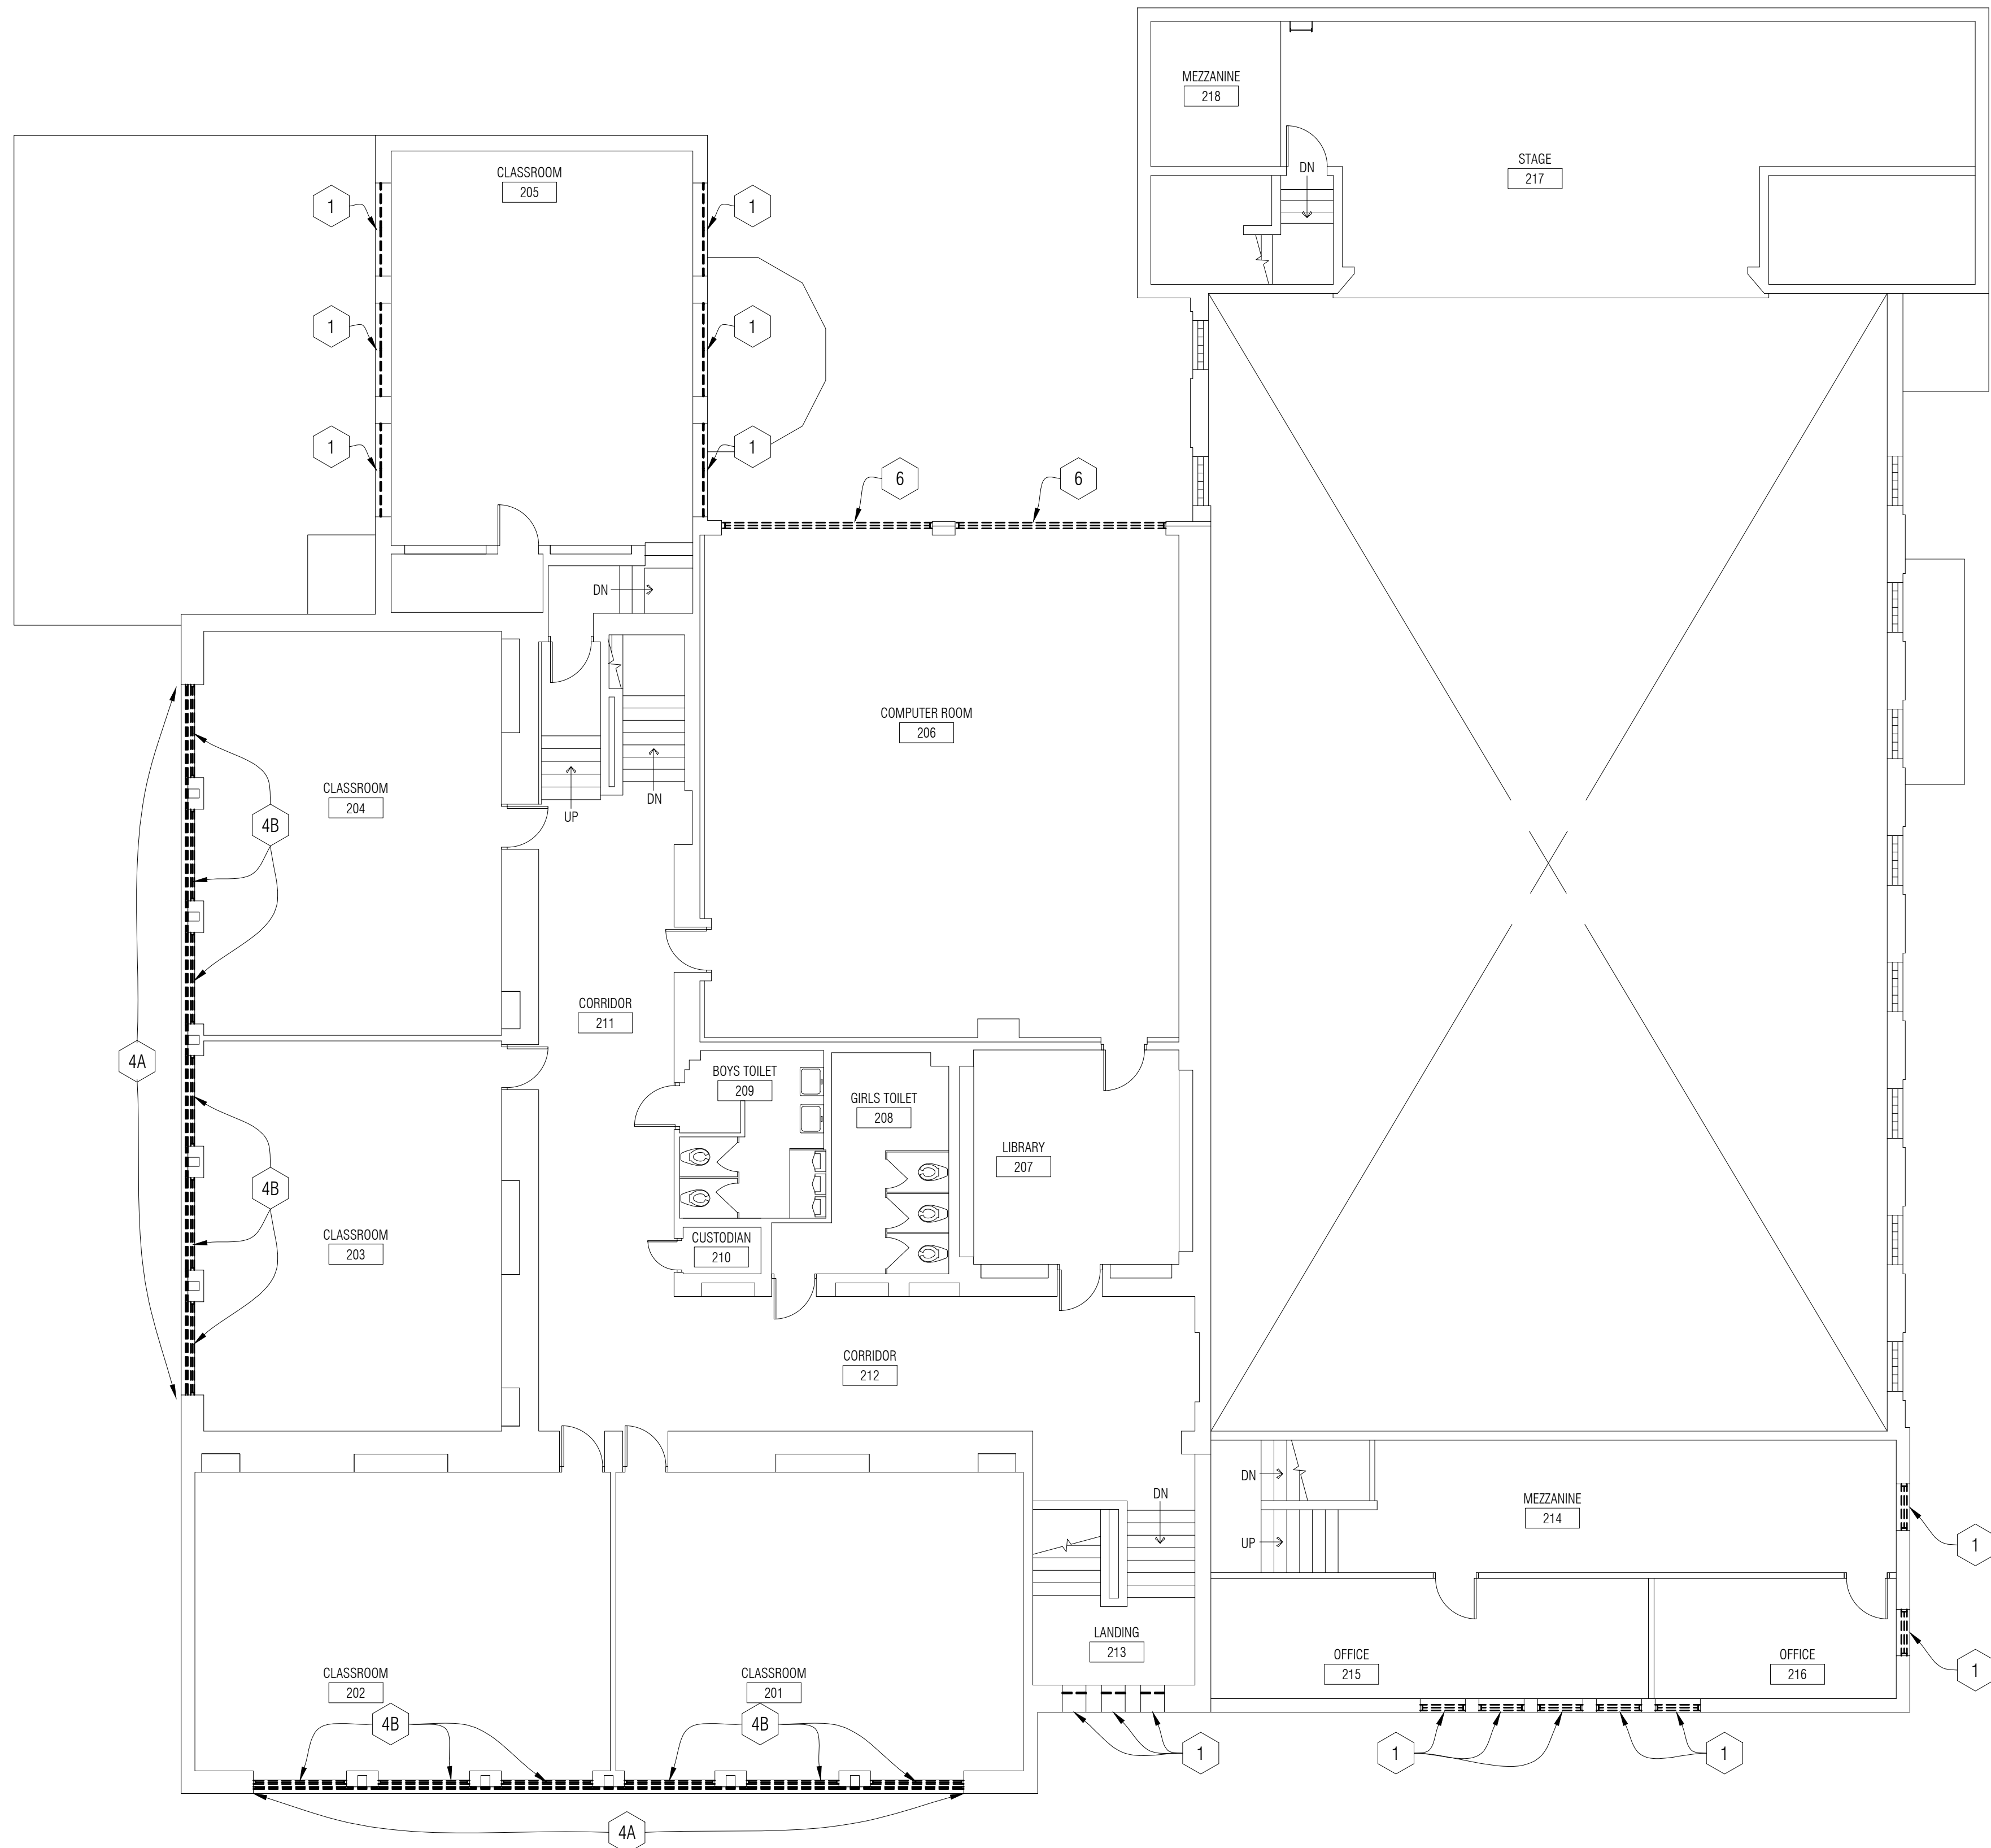 MEZZANINE
218
STAGE
217
DN
CLASSROOM
205
1
1
1
1
1
1
6
6
DN
COMPUTER ROOM
206
CLASSROOM
204
4B
UP
DN
CORRIDOR
211
4A
BOYS TOILET
209
GIRLS TOILET
208
LIBRARY
207
4B
CLASSROOM
203
CUSTODIAN
210
CORRIDOR
212
DN
DN
UP
MEZZANINE
214
1
LANDING
213
OFFICE
215
OFFICE
216
1
CLASSROOM
202
CLASSROOM
201
4B
4B
1
1
1
4A